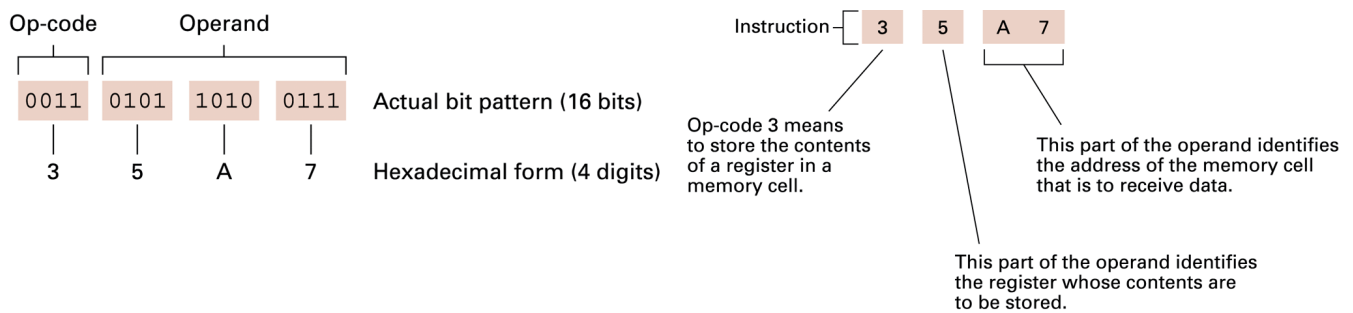 Op-code Operand
0011 0101 1010 0111 Actual bit pattern (16 bits)
3 5 A 7 Hexadecimal form (4 digits)
Instruction 3 5 A 7
Op-code 3 means
to store the contents
of a register in a
memory cell.
This part of the operand identifies
the address of the memory cell
that is to receive data.
This part of the operand identifies
the register whose contents are
to be stored.